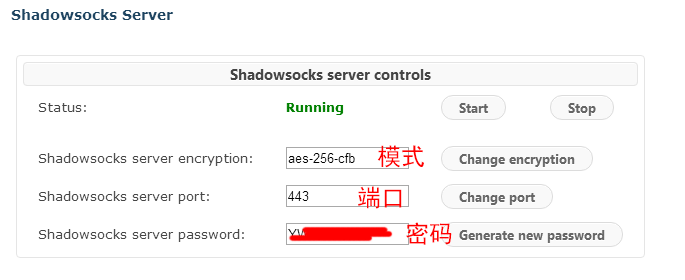 Shadowsocks Server
Shadowsocks server controls
Status: Running Start Stop
Shadowsocks server encryption: aes-256-cfb 模式 Change encryption
Shadowsocks server port: 443 端口 Change port
Shadowsocks server password: 密码 Generate new password